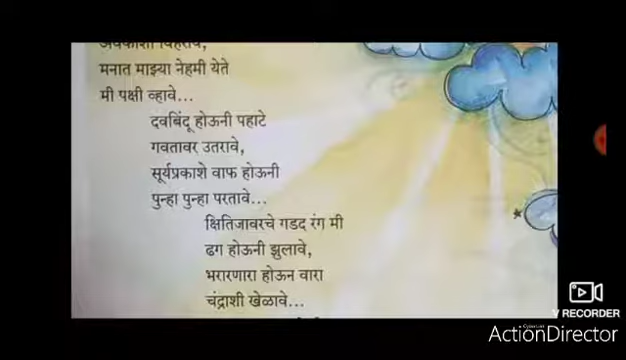 मनात माझ्या नेहमी येते
मी पक्षी व्हावे...
दवबिंदू होऊनी पहाटे
गवतावर उतरावे,
सूर्यप्रकाशे वाफ होऊनी
पुन्हा पुन्हा परतावे...
क्षितिजावरचे गडद रंग मी
ढग होऊनी झुलावे,
भरारणारा होऊन वारा
चंद्राशी खेळावे...
V RECORDER
CyberLink
ActionDirector